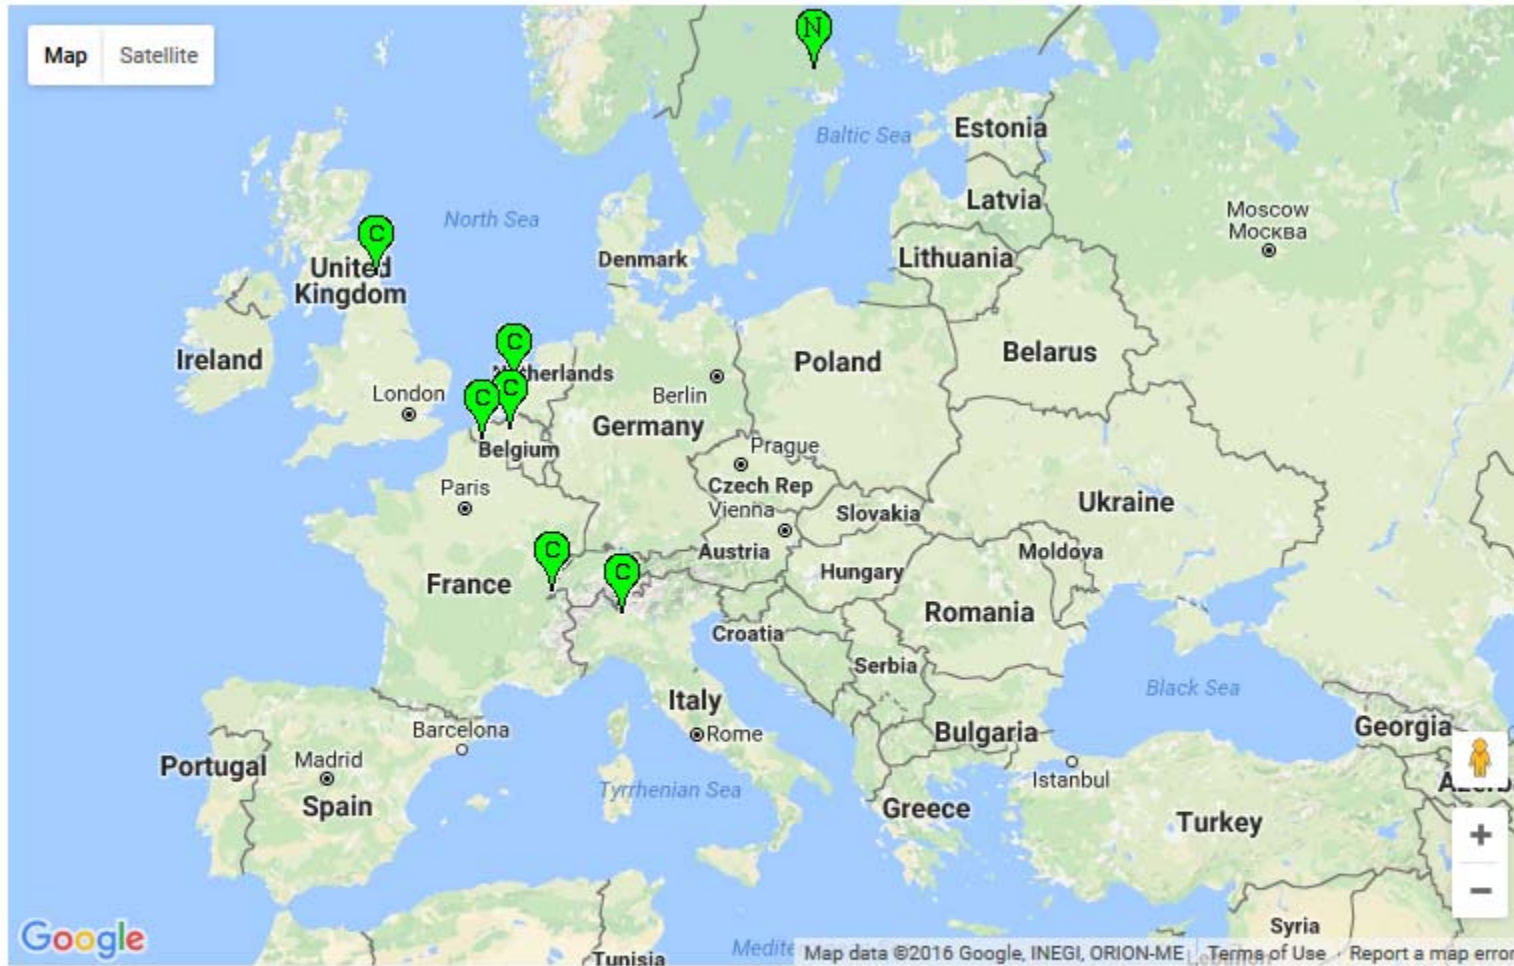 N
Map Satellite
Baltic Sea
Estonia
Latvia
Moscow
Москва
North Sea
C
United
Kingdom
Denmark
Lithuania
Ireland
C
Netherlands
Poland
Belarus
London
C
C
Berlin
Germany
Belgium
Prague
Paris
Czech Rep
Vienna
Slovakia
Ukraine
C
Austria
Moldova
C
France
Hungary
Romania
Croatia
Serbia
Black Sea
Italy
Barcelona
Rome
Bulgaria
Georgia
Portugal
Madrid
Istanbul
Spain
Tyrrhenian Sea
Greece
Turkey
+
−
Syria
Google
Tunisia
Medite
Map data ©2016 Google, INEGI, ORION-ME
Terms of Use
Report a map error